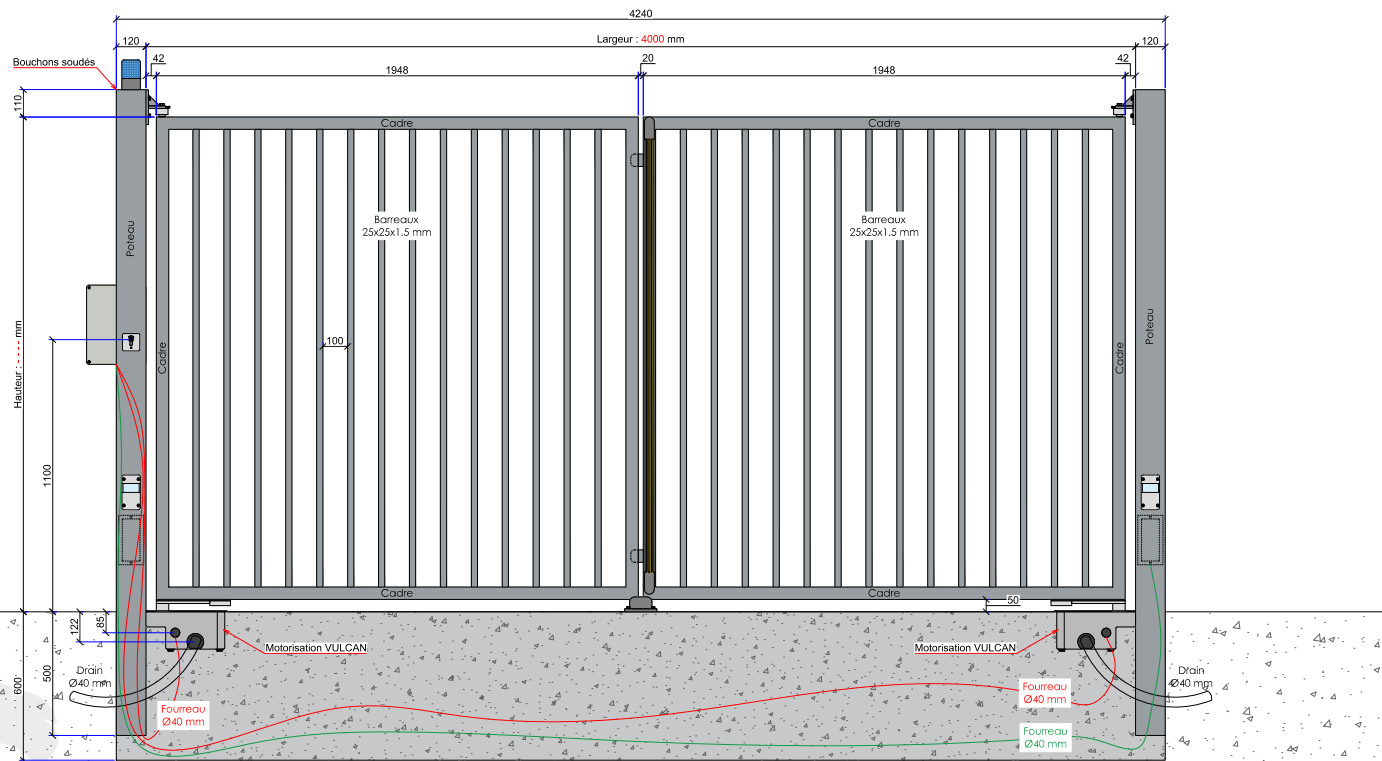 4240
120
Largeur : 4000 mm
120
Bouchons soudés
42
20
42
1948
1948
110
Cadre
Cadre
Poteau
Barreaux
25x25x1.5 mm
Barreaux
25x25x1.5 mm
Poteau
Hauteur : - - - - mm
100
Cadre
Cadre
1100
Cadre
Cadre
50
85
122
Motorisation VULCAN
Motorisation VULCAN
500
600
Drain
Ø40 mm
Drain
Ø40 mm
Fourreau
Ø40 mm
Fourreau
Ø40 mm
Fourreau
Ø40 mm